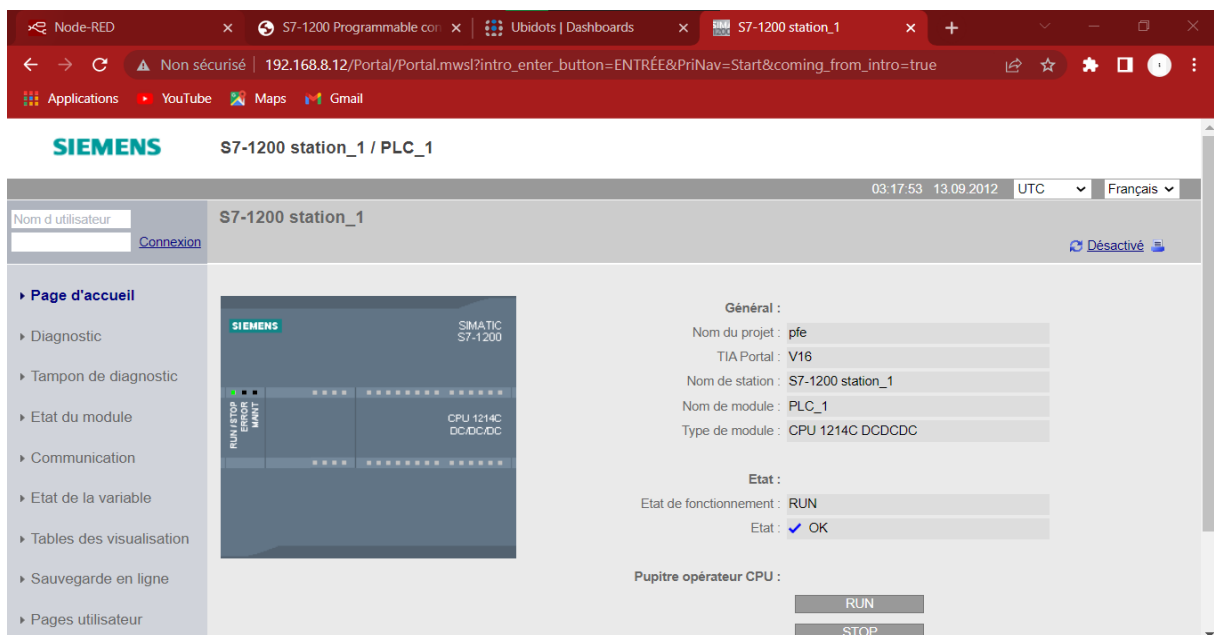 Node-RED
S7-1200 Programmable con
Ubidots | Dashboards
S7-1200 station_1
Non sécurisé | 192.168.8.12/Portal/Portal.mwsl?intro_enter_button=ENTRÉE&PriNav=Start&coming_from_intro=true
Applications YouTube Maps Gmail
SIEMENS S7-1200 station_1 / PLC_1
03:17:53 13.09.2012 UTC Français
Nom d utilisateur
Connexion
S7-1200 station_1
Désactivé
Page d'accueil
Diagnostic
Tampon de diagnostic
Etat du module
Communication
Etat de la variable
Tables des visualisation
Sauvegarde en ligne
Pages utilisateur
SIEMENS
SIMATIC
S7-1200
RUN / STOP
ERROR
MAINT
CPU 1214C
DC/DC/DC
Général :
Nom du projet : pfe
TIA Portal : V16
Nom de station : S7-1200 station_1
Nom de module : PLC_1
Type de module : CPU 1214C DCDCDC
Etat :
Etat de fonctionnement : RUN
Etat : OK
Pupitre opérateur CPU :
RUN
STOP